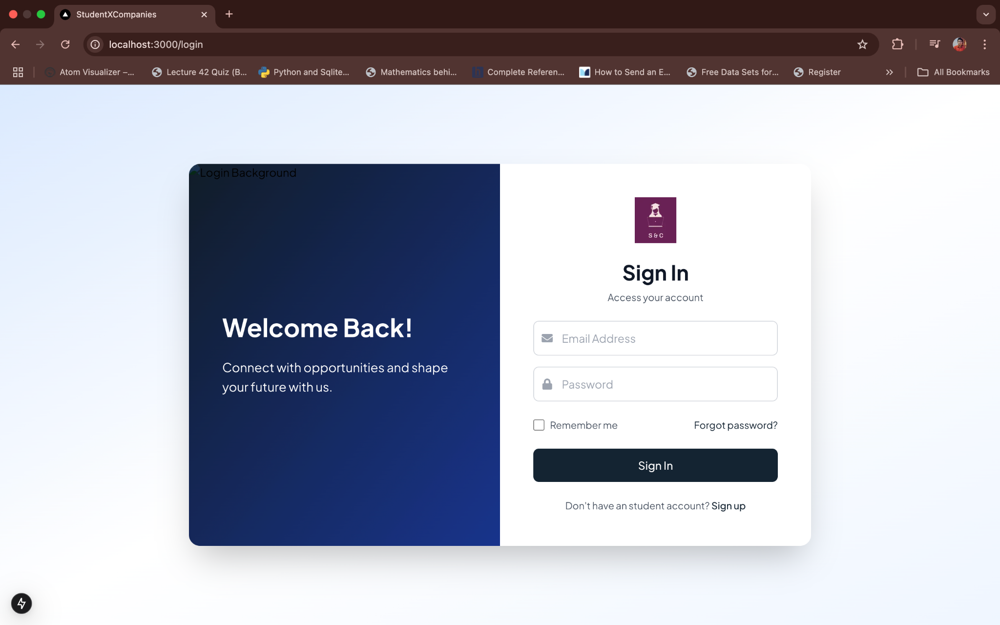 StudentXCompanies
localhost:3000/login
Atom Visualizer –...
Lecture 42 Quiz (B...
Python and Sqlite...
Mathematics behi...
Complete Referen...
How to Send an E...
Free Data Sets for...
Register
All Bookmarks
Login Background
Welcome Back!
Connect with opportunities and shape
your future with us.
S & C
Sign In
Access your account
Email Address
Password
Remember me
Forgot password?
Sign In
Don't have an student account? Sign up